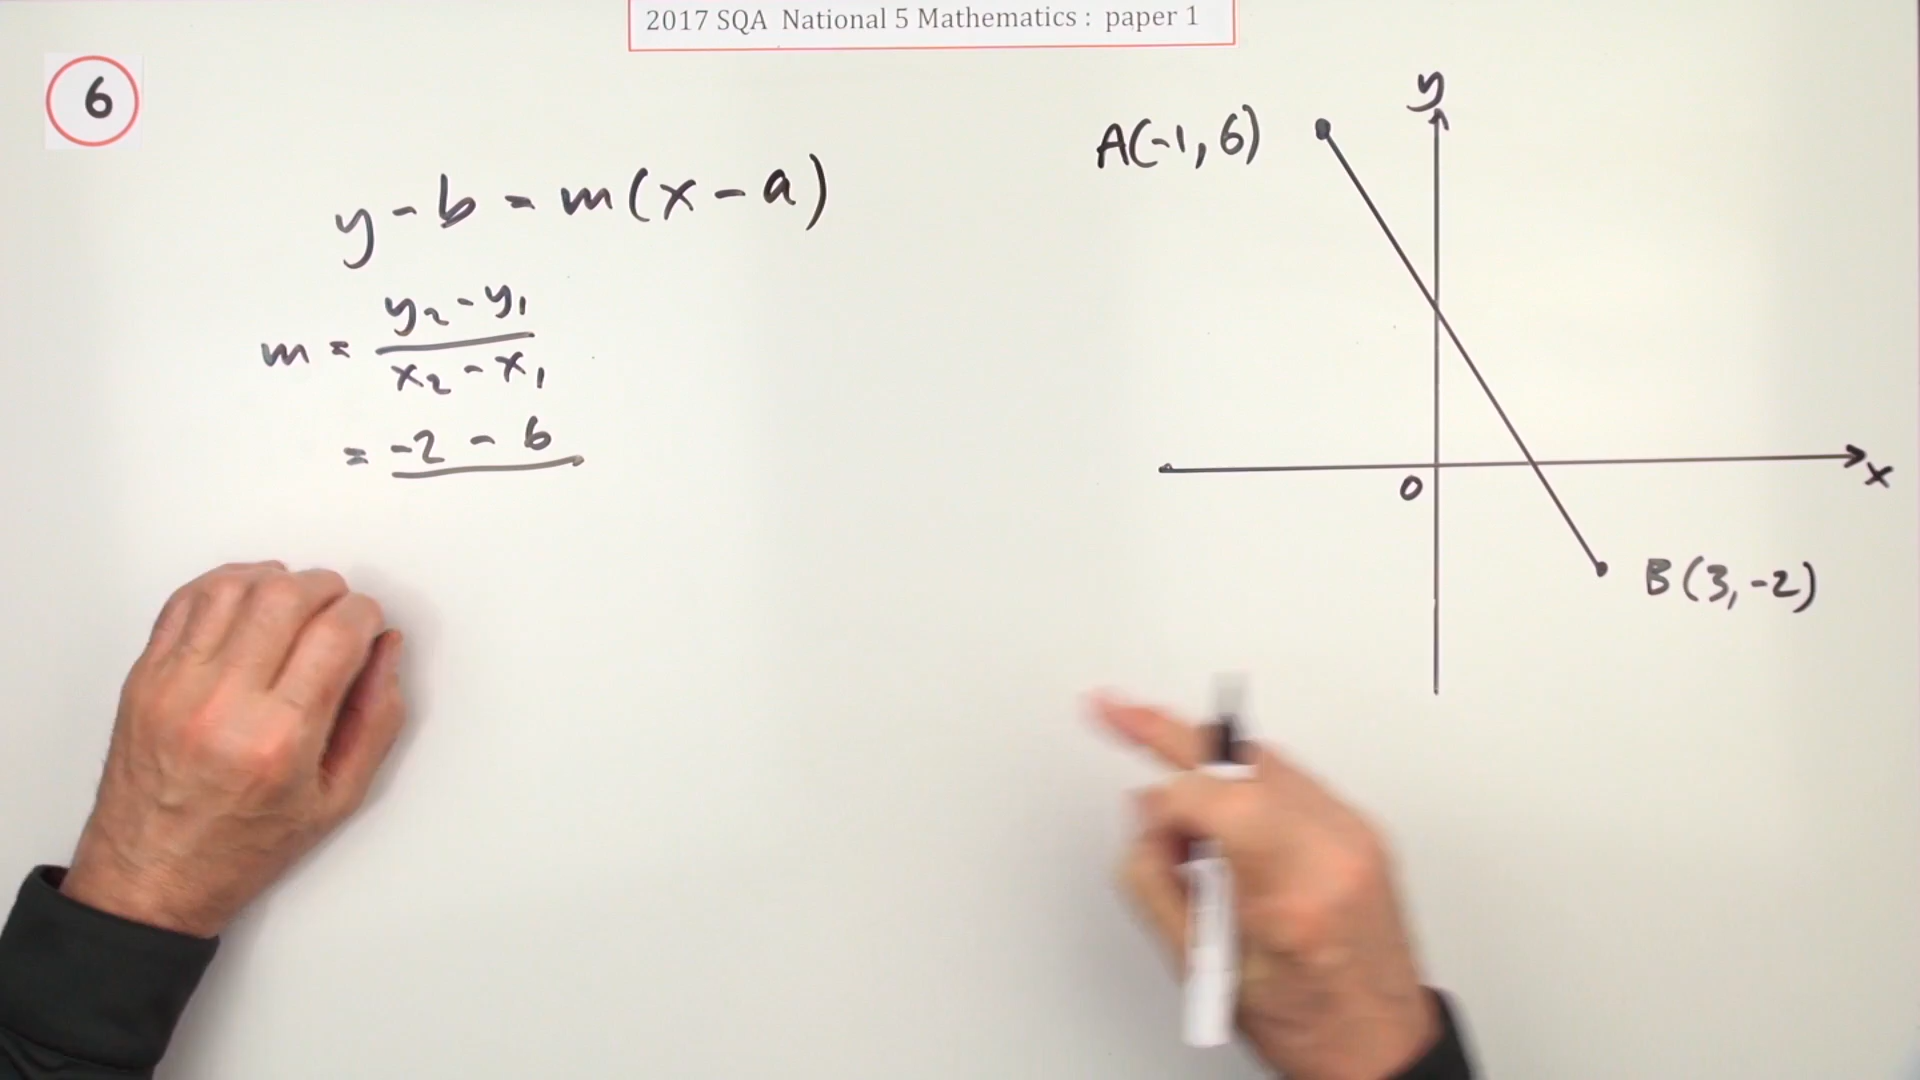 2017 SQA National 5 Mathematics : paper 1
6
y - b = m(x - a)
m = y₂ - y₁ / x₂ - x₁
= -2 - 6
y
A(-1, 6)
0
x
B(3, -2)